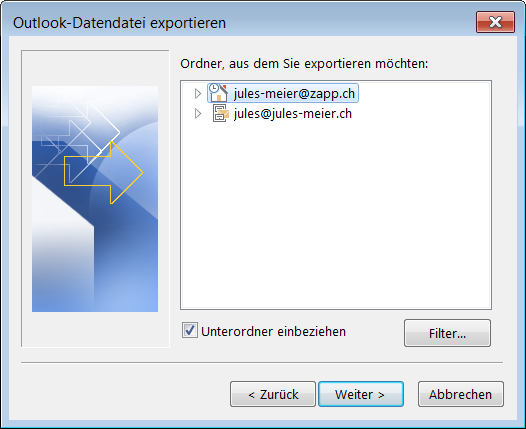 Outlook-Datendatei exportieren
Ordner, aus dem Sie exportieren möchten:
jules-meier@zapp.ch
jules@jules-meier.ch
Unterordner einbeziehen
Filter...
< Zurück
Weiter >
Abbrechen